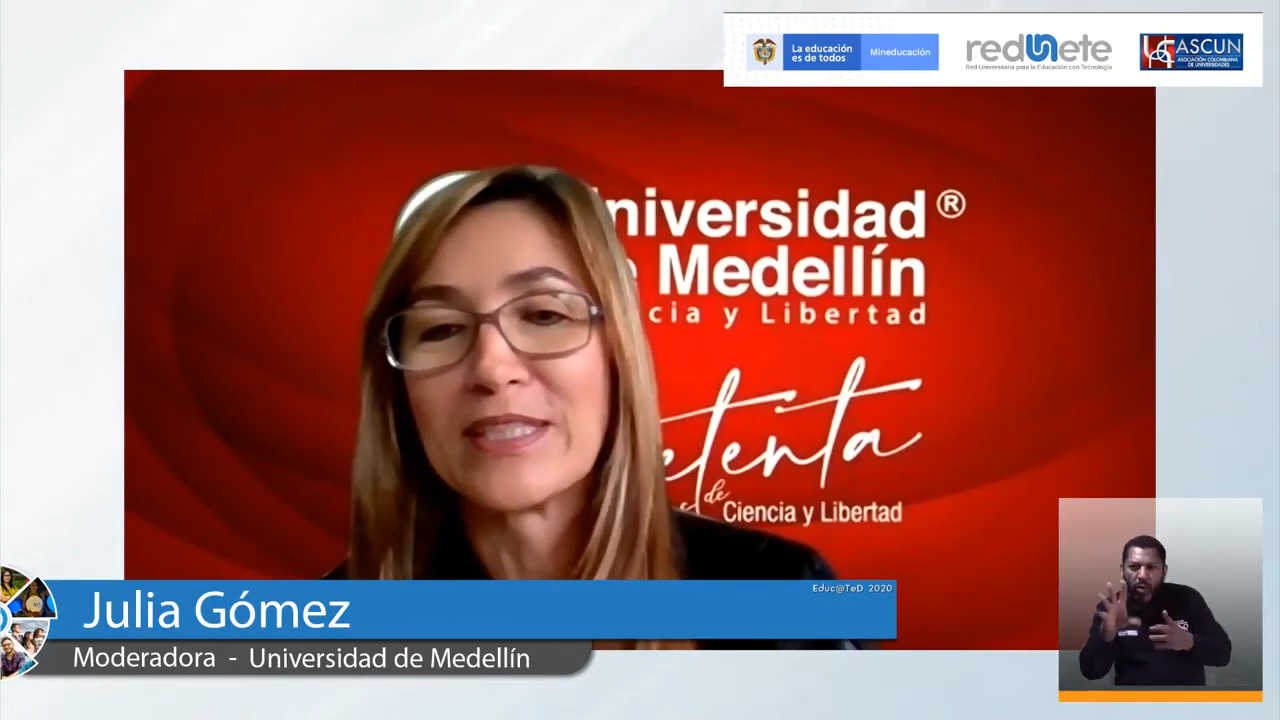 La educación
es de todos
Mineducación
redunete
Red Universitaria para la Educación con Tecnología
ASCUN
ASOCIACIÓN COLOMBIANA
DE UNIVERSIDADES
niversidad®
e Medellín
cia y Libertad
etenta
s de Ciencia y Libertad
Educ@TeD 2020
Julia Gómez
Moderadora - Universidad de Medellín